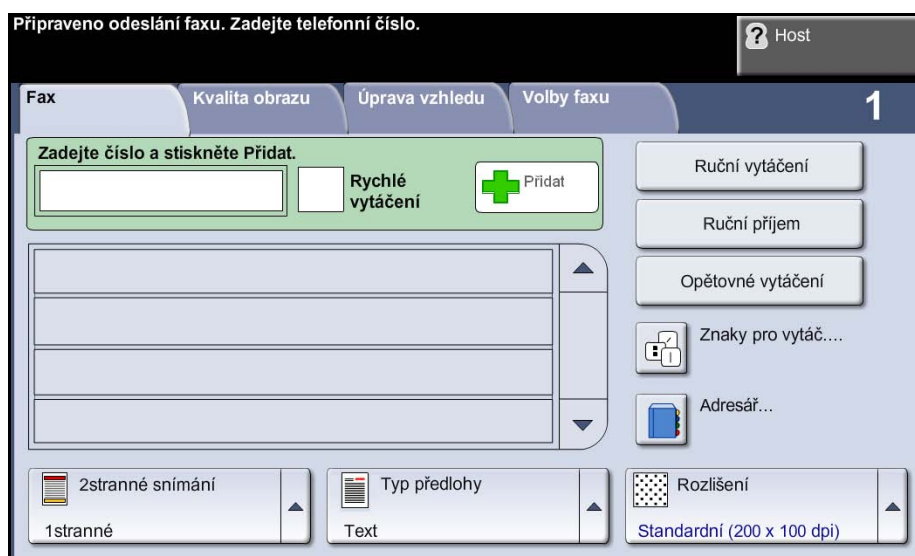 Připraveno odeslání faxu. Zadejte telefonní číslo.
? Host
Fax
Kvalita obrazu
Úprava vzhledu
Volby faxu
1
Zadejte číslo a stiskněte Přidat.
Rychlé
vytáčení
Přidat
Ruční vytáčení
Ruční příjem
Opětovné vytáčení
Znaky pro vytáč....
Adresář...
2stranné snímání
1stranné
Typ předlohy
Text
Rozlišení
Standardní (200 x 100 dpi)